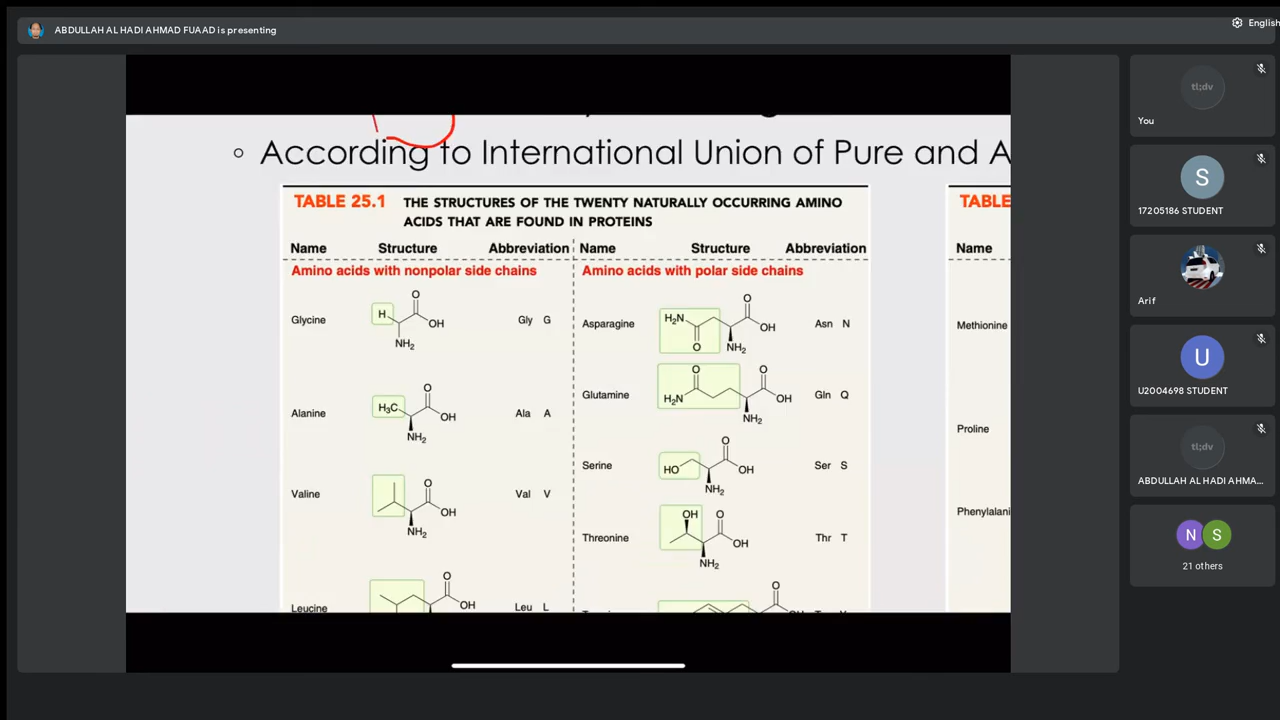 ABDULLAH AL HADI AHMAD FUAAD is presenting
English
According to International Union of Pure and A
TABLE 25.1 THE STRUCTURES OF THE TWENTY NATURALLY OCCURRING AMINO
ACIDS THAT ARE FOUND IN PROTEINS
Name Structure Abbreviation Name Structure Abbreviation
Amino acids with nonpolar side chains Amino acids with polar side chains
Glycine H O OH NH₂ Gly G
Asparagine H₂N O O OH NH₂ Asn N
Alanine H₃C O OH NH₂ Ala A
Glutamine H₂N O O OH NH₂ Gln Q
Valine O OH NH₂ Val V
Serine HO O OH NH₂ Ser S
Threonine OH O OH NH₂ Thr T
Leucine O OH Leu L
O
TABLE
Name
Methionine
Proline
Phenylalani
tl;dv
You
S
17205186 STUDENT
Arif
U
U2004698 STUDENT
tl;dv
ABDULLAH AL HADI AHMA...
N S
21 others